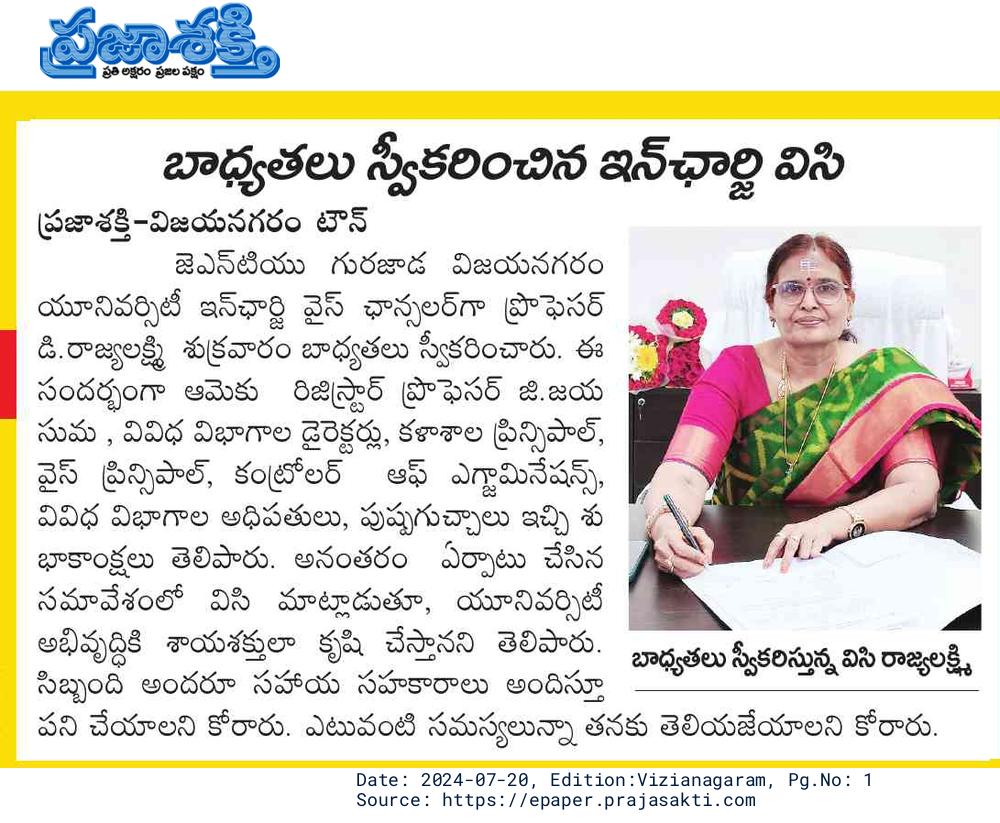 ప్రజాశక్తి
ప్రతి అక్షరం ప్రజల పక్షం
బాధ్యతలు స్వీకరించిన ఇన్‌ఛార్జి విసి
ప్రజాశక్తి-విజయనగరం టౌన్
జెఎన్‌టియు గురజాడ విజయనగరం
యూనివర్సిటీ ఇన్‌ఛార్జి వైస్ ఛాన్సలర్‌గా ప్రొఫెసర్
డి.రాజ్యలక్ష్మి శుక్రవారం బాధ్యతలు స్వీకరించారు. ఈ
సందర్భంగా ఆమెకు రిజిస్ట్రార్ ప్రొఫెసర్ జి.జయ
సుమ , వివిధ విభాగాల డైరెక్టర్లు, కళాశాల ప్రిన్సిపాల్,
వైస్ ప్రిన్సిపాల్, కంట్రోలర్ ఆఫ్ ఎగ్జామినేషన్స్,
వివిధ విభాగాల అధిపతులు, పుష్పగుచ్చాలు ఇచ్చి శు
భాకాంక్షలు తెలిపారు. అనంతరం ఏర్పాటు చేసిన
సమావేశంలో విసి మాట్లాడుతూ, యూనివర్సిటీ
అభివృద్ధికి శాయశక్తులా కృషి చేస్తానని తెలిపారు.
సిబ్బంది అందరూ సహాయ సహకారాలు అందిస్తూ
పని చేయాలని కోరారు. ఎటువంటి సమస్యలున్నా తనకు తెలియజేయాలని కోరారు.
బాధ్యతలు స్వీకరిస్తున్న విసి రాజ్యలక్ష్మి
Date: 2024-07-20, Edition:Vizianagaram, Pg.No: 1
Source: https://epaper.prajasakti.com